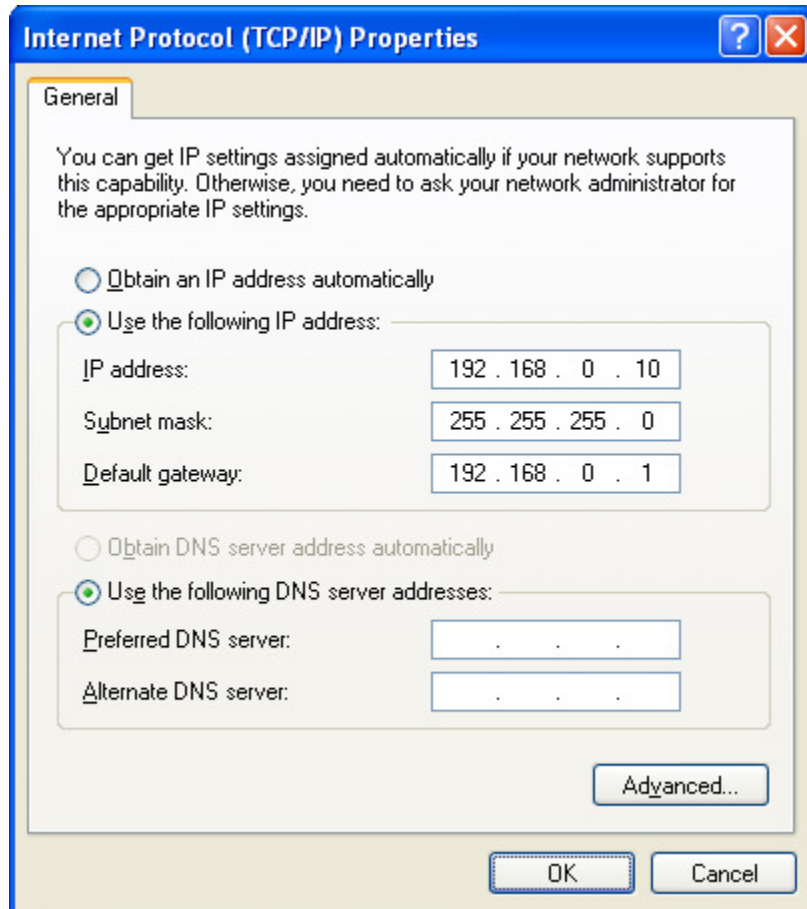 Internet Protocol (TCP/IP) Properties
General
You can get IP settings assigned automatically if your network supports
this capability. Otherwise, you need to ask your network administrator for
the appropriate IP settings.
Obtain an IP address automatically
Use the following IP address:
IP address: 192 . 168 . 0 . 10
Subnet mask: 255 . 255 . 255 . 0
Default gateway: 192 . 168 . 0 . 1
Obtain DNS server address automatically
Use the following DNS server addresses:
Preferred DNS server: . . .
Alternate DNS server: . . .
Advanced...
OK Cancel